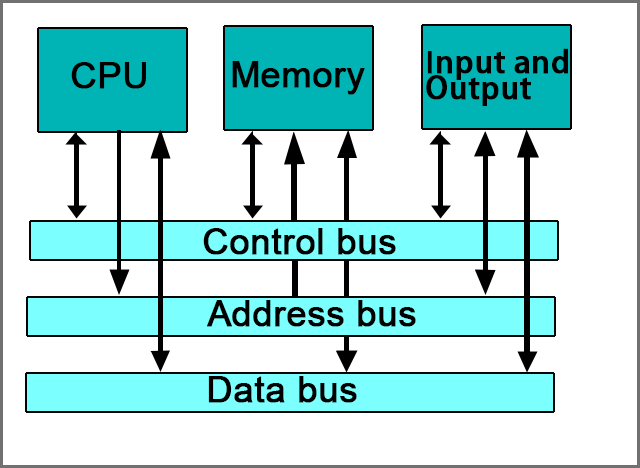 CPU
Memory
Input and
Output
Control bus
Address bus
Data bus